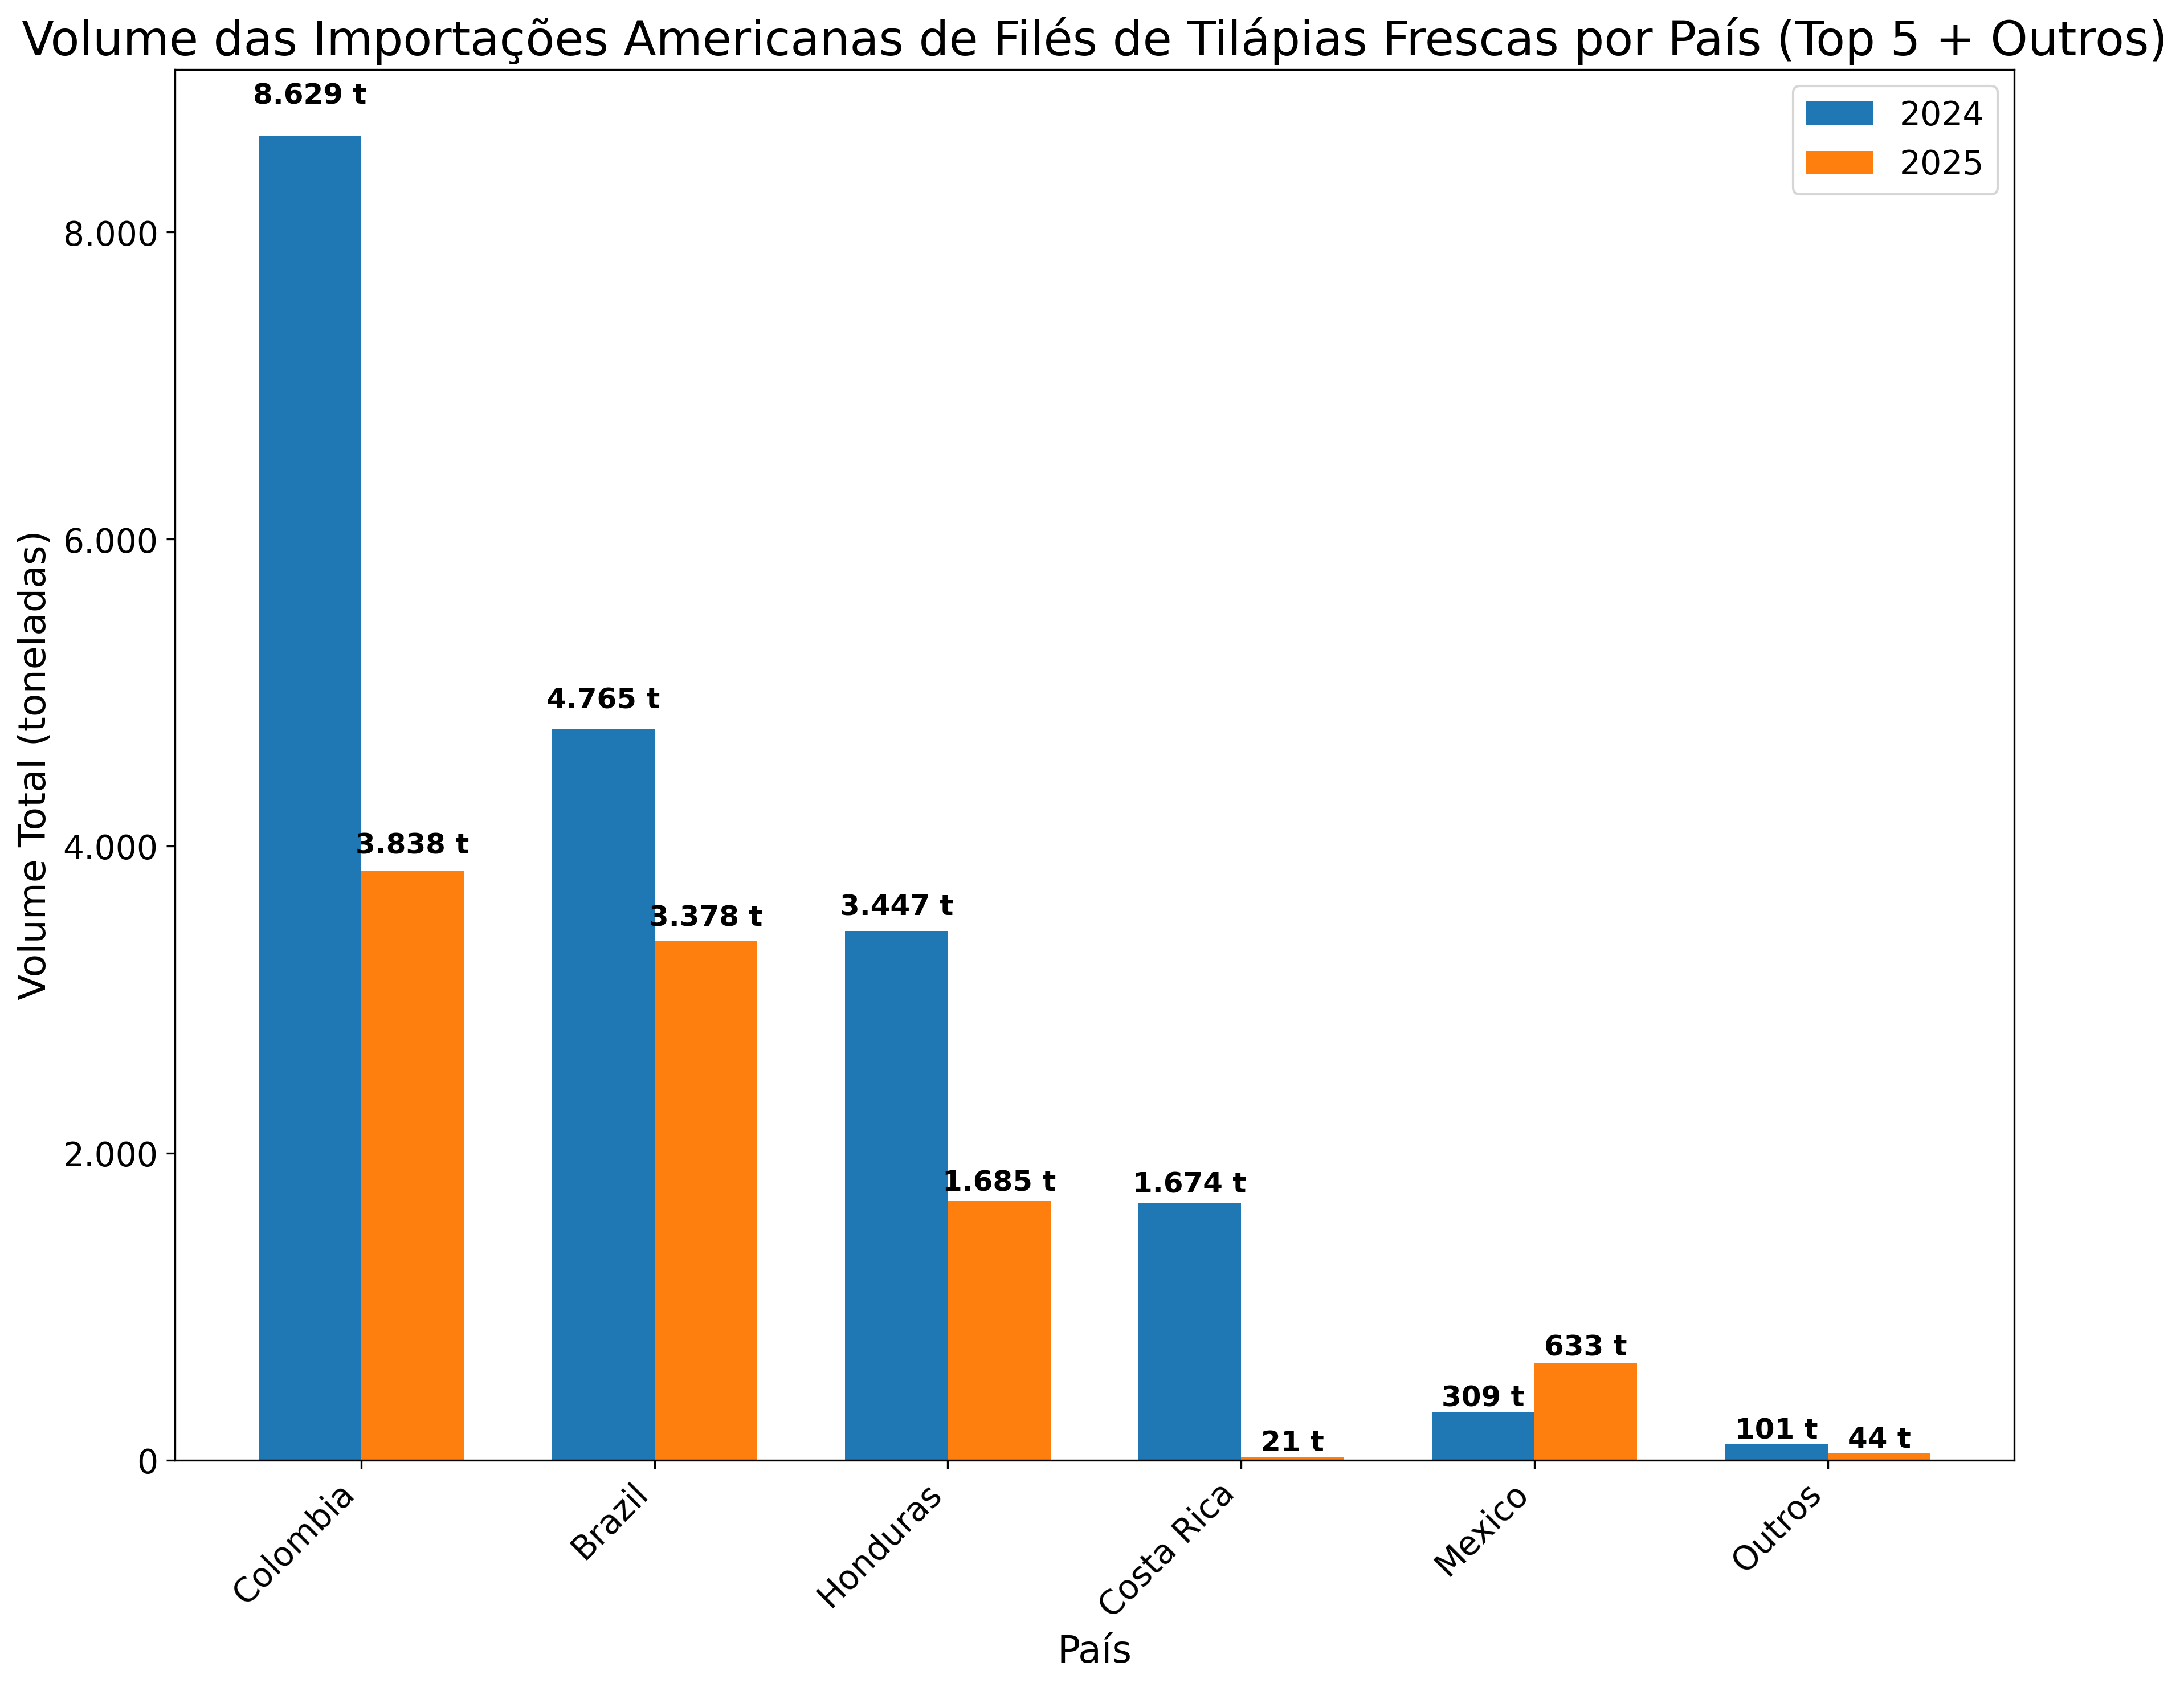 Volume das Importações Americanas de Filés de Tilápias Frescas por País (Top 5 + Outros)
2024
2025
Volume Total (toneladas)
8.000
6.000
4.000
2.000
0
8.629 t
3.838 t
4.765 t
3.378 t
3.447 t
1.685 t
1.674 t
21 t
309 t
633 t
101 t
44 t
Colombia
Brazil
Honduras
Costa Rica
Mexico
Outros
País